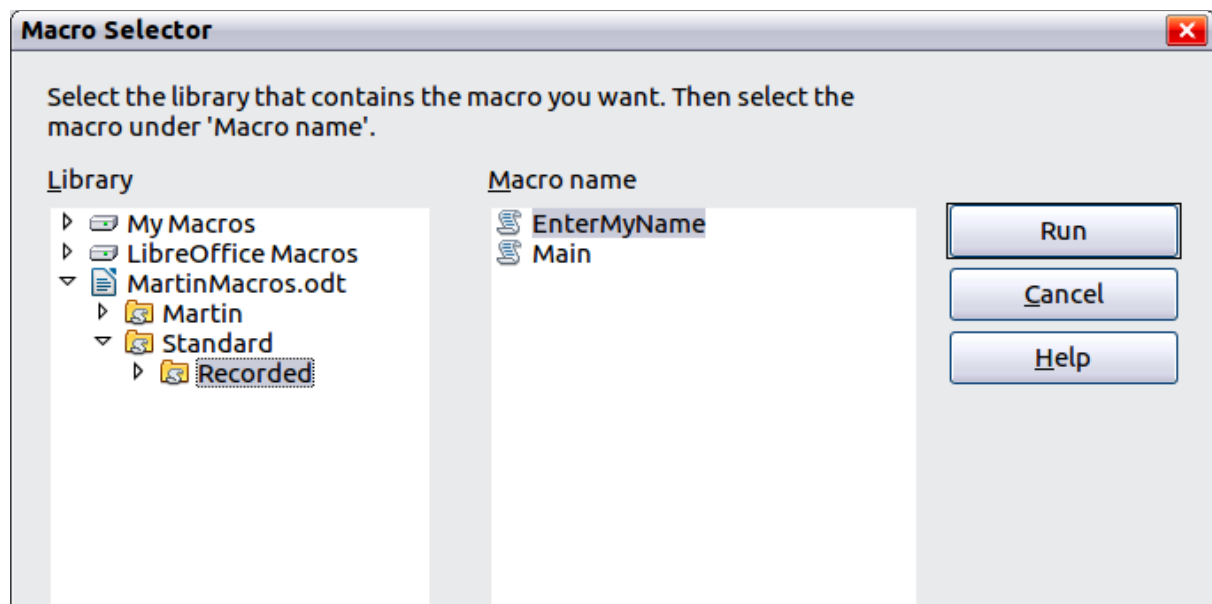 Macro Selector
Select the library that contains the macro you want. Then select the
macro under 'Macro name'.
Library
My Macros
LibreOffice Macros
MartinMacros.odt
Martin
Standard
Recorded
Macro name
EnterMyName
Main
Run
Cancel
Help